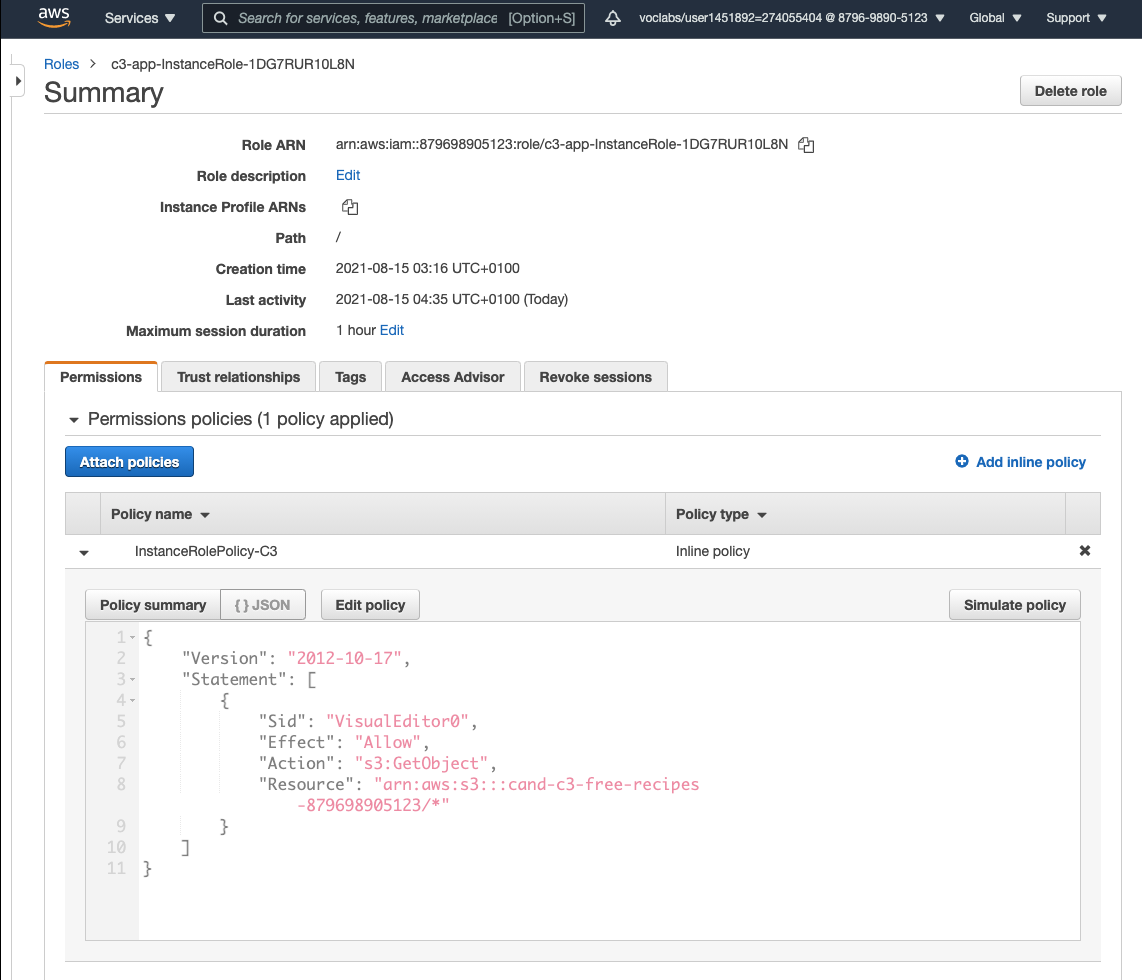 aws
Services
Search for services, features, marketplace [Option+S]
voclabs/user1451892=274055404 @ 8796-9890-5123
Global
Support
Roles > c3-app-InstanceRole-1DG7RUR10L8N
Summary
Delete role
Role ARN arn:aws:iam::879698905123:role/c3-app-InstanceRole-1DG7RUR10L8N
Role description Edit
Instance Profile ARNs
Path /
Creation time 2021-08-15 03:16 UTC+0100
Last activity 2021-08-15 04:35 UTC+0100 (Today)
Maximum session duration 1 hour Edit
Permissions
Trust relationships
Tags
Access Advisor
Revoke sessions
Permissions policies (1 policy applied)
Attach policies
Add inline policy
Policy name
Policy type
InstanceRolePolicy-C3
Inline policy
Policy summary
{ } JSON
Edit policy
Simulate policy
1 {
2 "Version": "2012-10-17",
3 "Statement": [
4 {
5 "Sid": "VisualEditor0",
6 "Effect": "Allow",
7 "Action": "s3:GetObject",
8 "Resource": "arn:aws:s3:::cand-c3-free-recipes
-879698905123/*"
9 }
10 ]
11 }